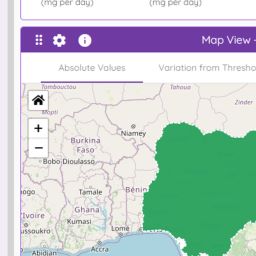 (mg per day) (mg per day)
Map View -
Absolute Values Variation from Thresho
Tombouctou
Tahoua
Mopti
Zinder
Niamey
Burkina
Faso
Bobo Dioulasso
Bénin
Tamale
Ghana
Ivoire
Kumasi
ussoukro
Lomé
Accra
Abidjan